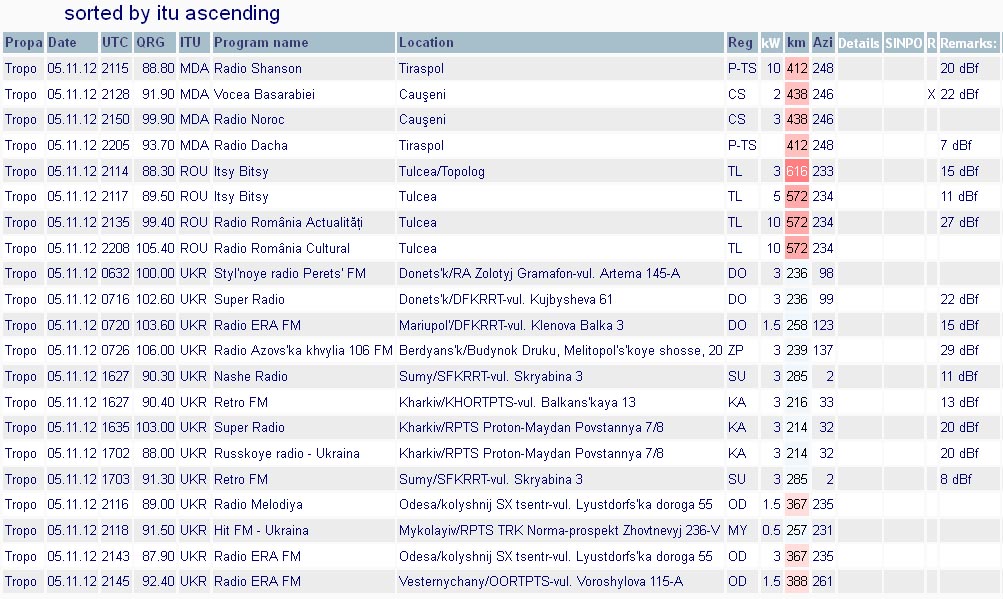 sorted by itu ascending
Propa Date UTC QRG ITU Program name Location Reg kW km Azi Details SINPO R Remarks:
Tropo 05.11.12 2115 88.80 MDA Radio Shanson Tiraspol P-TS 10 412 248 20 dBf
Tropo 05.11.12 2128 91.90 MDA Vocea Basarabiei Cauşeni CS 2 438 246 X 22 dBf
Tropo 05.11.12 2150 99.90 MDA Radio Noroc Cauşeni CS 3 438 246
Tropo 05.11.12 2205 93.70 MDA Radio Dacha Tiraspol P-TS 412 248 7 dBf
Tropo 05.11.12 2114 88.30 ROU Itsy Bitsy Tulcea/Topolog TL 3 616 233 15 dBf
Tropo 05.11.12 2117 89.50 ROU Itsy Bitsy Tulcea TL 5 572 234 11 dBf
Tropo 05.11.12 2135 99.40 ROU Radio România Actualităţi Tulcea TL 10 572 234 27 dBf
Tropo 05.11.12 2208 105.40 ROU Radio România Cultural Tulcea TL 10 572 234
Tropo 05.11.12 0632 100.00 UKR Styl'noye radio Perets' FM Donets'k/RA Zolotyj Gramafon-vul. Artema 145-A DO 3 236 98
Tropo 05.11.12 0716 102.60 UKR Super Radio Donets'k/DFKRRT-vul. Kujbysheva 61 DO 3 236 99 22 dBf
Tropo 05.11.12 0720 103.60 UKR Radio ERA FM Mariupol'/DFKRRT-vul. Klenova Balka 3 DO 1.5 258 123 15 dBf
Tropo 05.11.12 0726 106.00 UKR Radio Azovs'ka khvylia 106 FM Berdyans'k/Budynok Druku, Melitopol's'koye shosse, 20 ZP 3 239 137 29 dBf
Tropo 05.11.12 1627 90.30 UKR Nashe Radio Sumy/SFKRRT-vul. Skryabina 3 SU 3 285 2 11 dBf
Tropo 05.11.12 1627 90.40 UKR Retro FM Kharkiv/KHORTPTS-vul. Balkans'kaya 13 KA 3 216 33 13 dBf
Tropo 05.11.12 1635 103.00 UKR Super Radio Kharkiv/RPTS Proton-Maydan Povstannya 7/8 KA 3 214 32 20 dBf
Tropo 05.11.12 1702 88.00 UKR Russkoye radio - Ukraina Kharkiv/RPTS Proton-Maydan Povstannya 7/8 KA 3 214 32 20 dBf
Tropo 05.11.12 1703 91.30 UKR Retro FM Sumy/SFKRRT-vul. Skryabina 3 SU 3 285 2 8 dBf
Tropo 05.11.12 2116 89.00 UKR Radio Melodiya Odesa/kolyshnij SX tsentr-vul. Lyustdorfs'ka doroga 55 OD 1.5 367 235
Tropo 05.11.12 2118 91.50 UKR Hit FM - Ukraina Mykolayiv/RPTS TRK Norma-prospekt Zhovtnevyj 236-V MY 0.5 257 231
Tropo 05.11.12 2143 87.90 UKR Radio ERA FM Odesa/kolyshnij SX tsentr-vul. Lyustdorfs'ka doroga 55 OD 3 367 235
Tropo 05.11.12 2145 92.40 UKR Radio ERA FM Vesternychany/OORTPTS-vul. Voroshylova 115-A OD 1.5 388 261